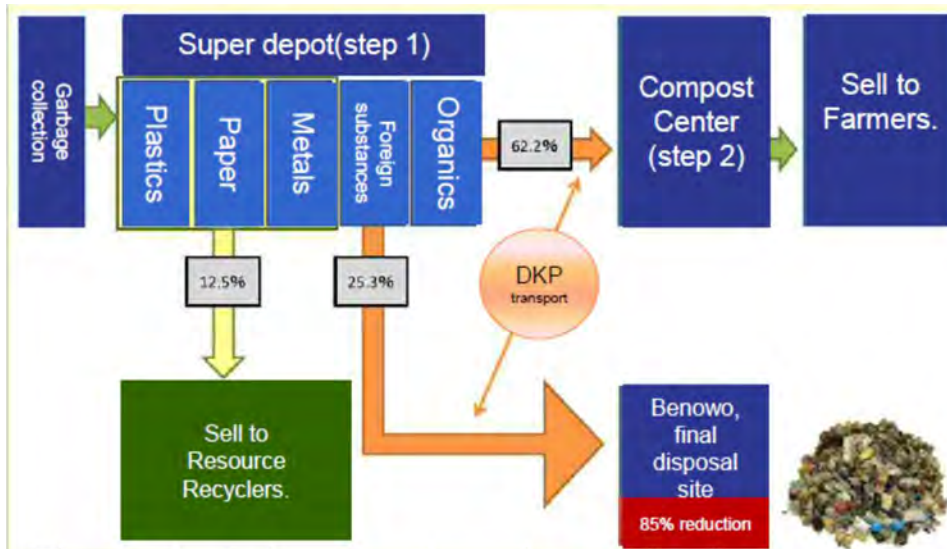 Garbage
collection
Super depot(step 1)
Plastics
Paper
Metals
Foreign
substances
Organics
62.2%
Compost
Center
(step 2)
Sell to
Farmers.
12.5%
25.3%
DKP
transport
Sell to
Resource
Recyclers.
Benowo,
final
disposal
site
85% reduction